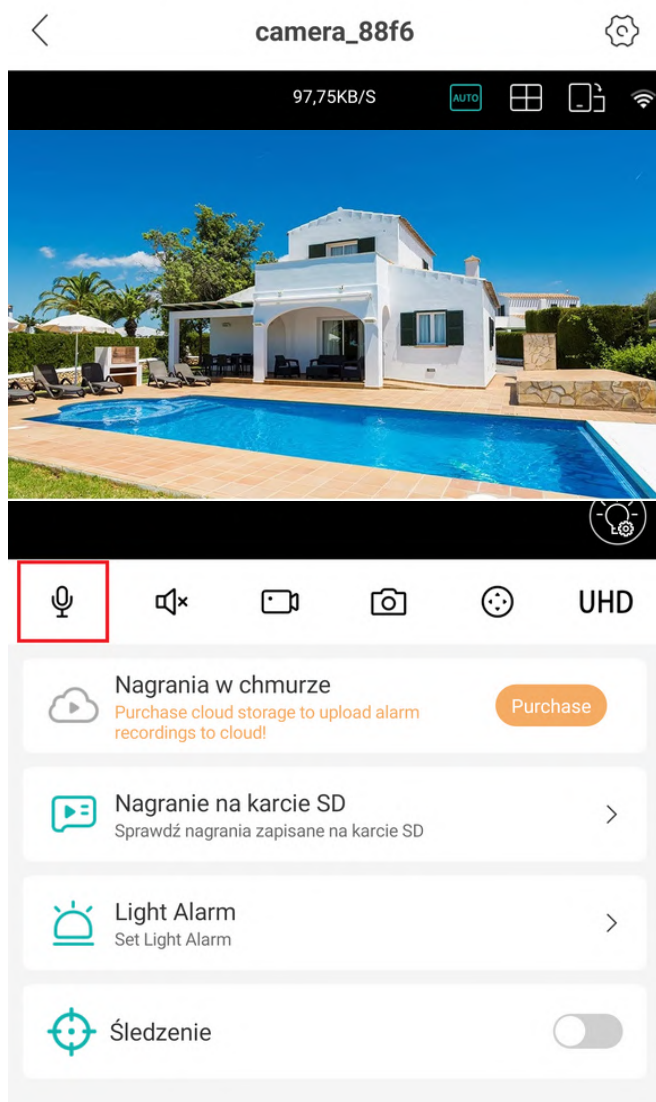 camera_88f6
97,75KB/S
AUTO
UHD
Nagrania w chmurze
Purchase cloud storage to upload alarm
recordings to cloud!
Purchase
Nagranie na karcie SD
Sprawdź nagrania zapisane na karcie SD
Light Alarm
Set Light Alarm
Śledzenie